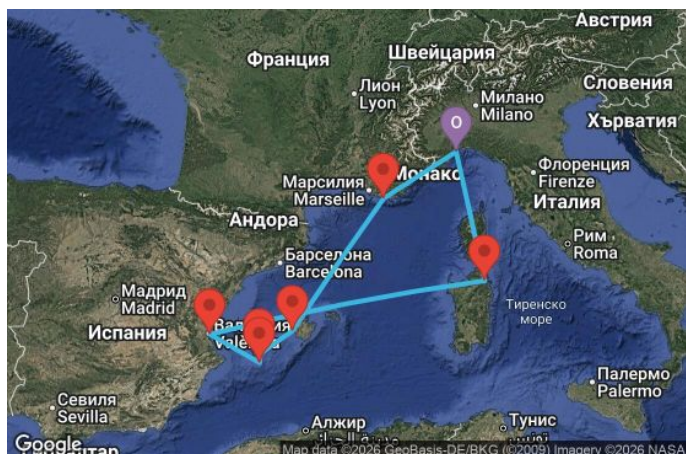 Австрия
Швейцария
Франция
Словения
Лион
Lyon
Милано
Milano
Хърватия
O
Монако
Марсилия
Marseille
Флоренция
Firenze
Италия
Андора
Рим
Roma
Барселона
Barcelona
Мадрид
Madrid
Тиренско
море
Испания
València
Палермо
Palermo
Севиля
Sevilla
Алжир
Тунис
تونس
Google
Map data ©2026 GeoBasis-DE/BKG (©2009) Imagery ©2026 NASA